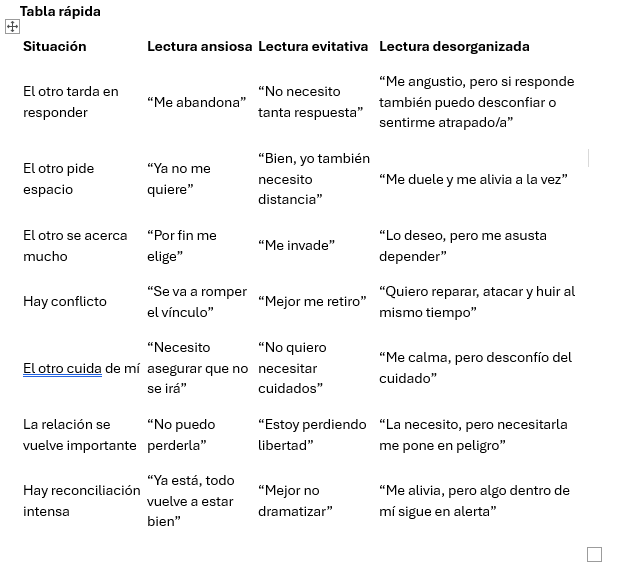 Tabla rápida
Situación Lectura ansiosa Lectura evitativa Lectura desorganizada
El otro tarda en
responder
“Me abandona”
“No necesito
tanta respuesta”
“Me angustio, pero si responde
también puedo desconfiar o
sentirme atrapado/a”
El otro pide
espacio
“Ya no me
quiere”
“Bien, yo también
necesito
distancia”
“Me duele y me alivia a la vez”
El otro se acerca
mucho
“Por fin me
elige”
“Me invade”
“Lo deseo, pero me asusta
depender”
Hay conflicto
“Se va a romper
el vínculo”
“Mejor me retiro”
“Quiero reparar, atacar y huir al
mismo tiempo”
El otro cuida de mí
“Necesito
asegurar que no
se irá”
“No quiero
necesitar
cuidados”
“Me calma, pero desconfío del
cuidado”
La relación se
vuelve importante
“No puedo
perderla”
“Estoy perdiendo
libertad”
“La necesito, pero necesitarla
me pone en peligro”
Hay reconciliación
intensa
“Ya está, todo
vuelve a estar
bien”
“Mejor no
dramatizar”
“Me alivia, pero algo dentro de
mí sigue en alerta”